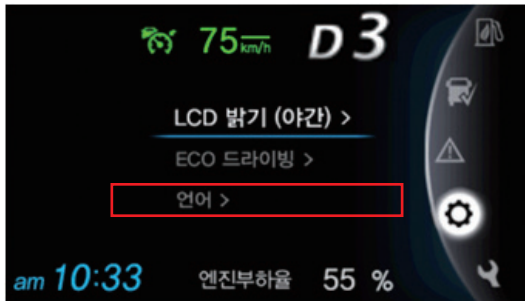 75km/h D3
LCD 밝기 (야간) >
ECO 드라이빙 >
언어 >
am 10:33 엔진부하율 55 %